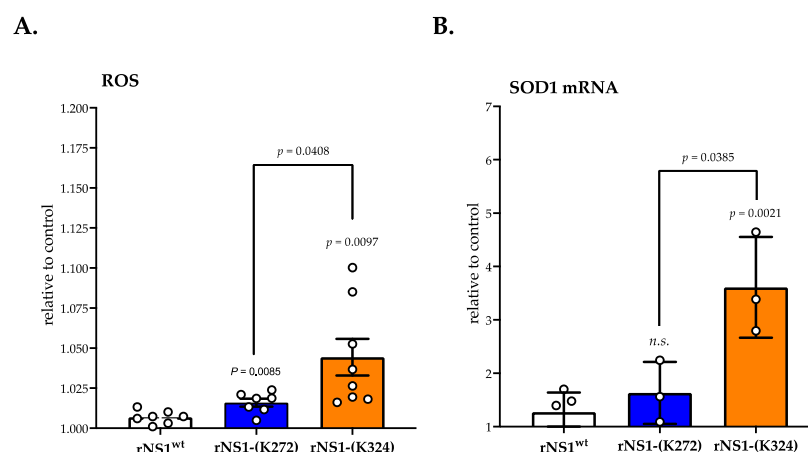 A.
B.
ROS
SOD1 mRNA
relative to control
1.200
1.175
1.150
1.125
1.100
1.075
1.050
1.025
1.000
p = 0.0408
p = 0.0097
P = 0.0085
rNS1wt
rNS1-(K272)
rNS1-(K324)
relative to control
7
6
5
4
3
2
1
p = 0.0385
p = 0.0021
n.s.
rNS1wt
rNS1-(K272)
rNS1-(K324)